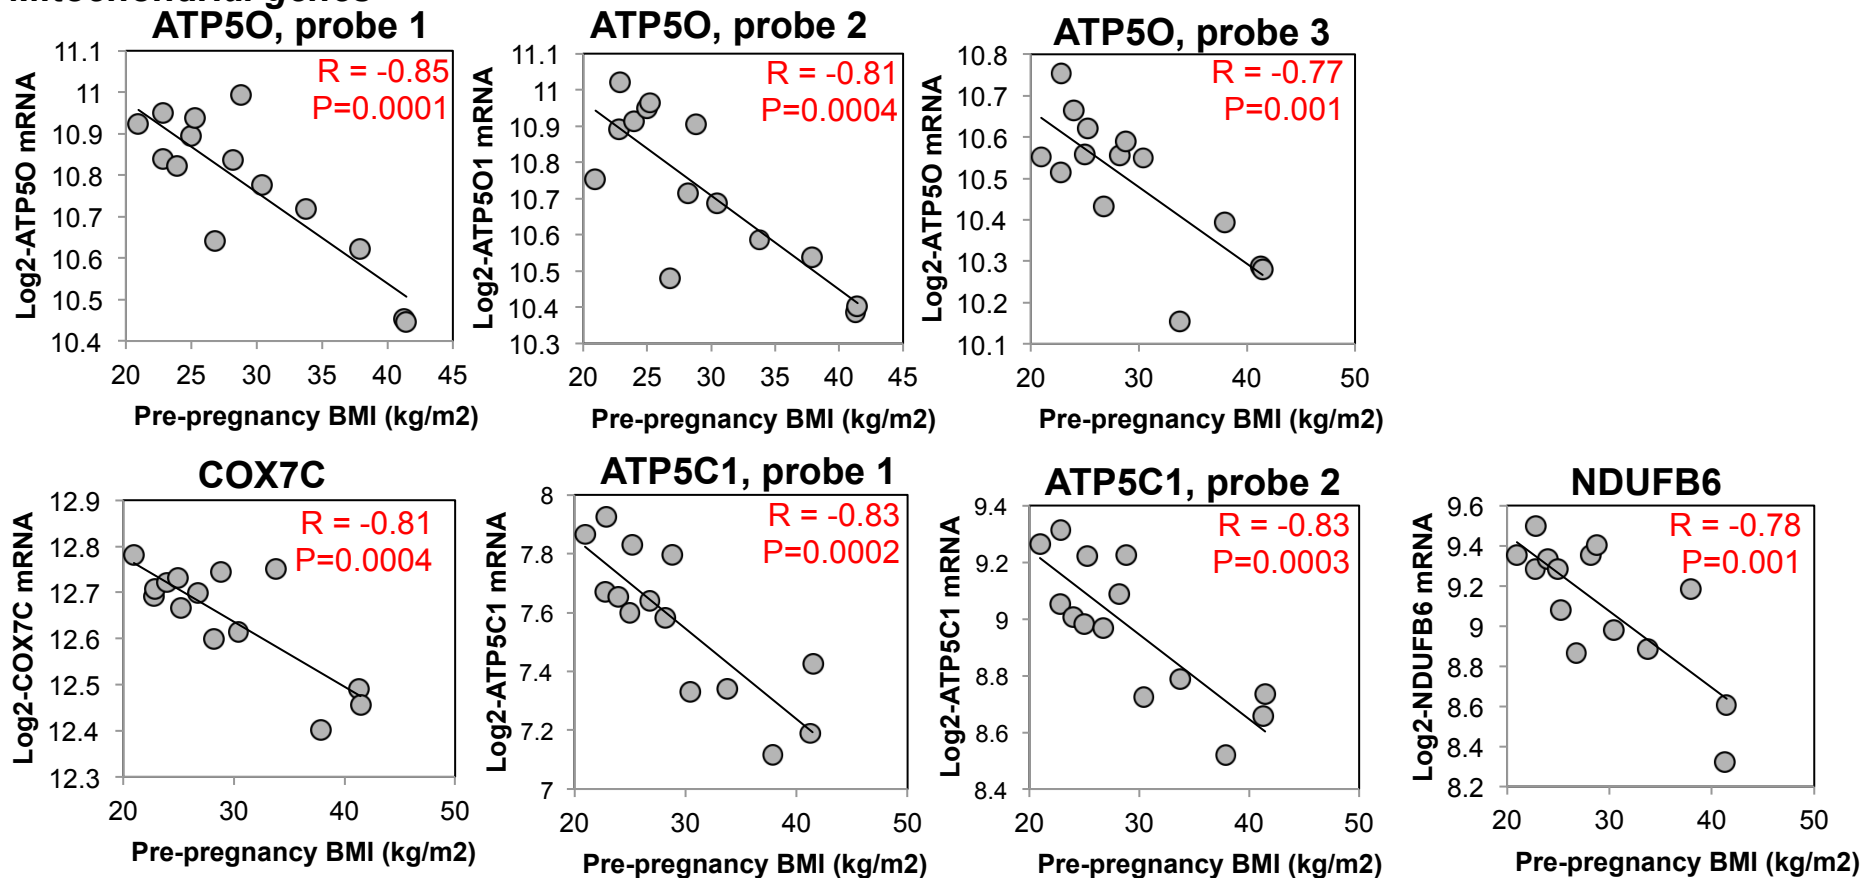 Mitochondrial genes
ATP5O, probe 1
R = -0.85
P=0.0001
Log2-ATP5O mRNA
11.1
11
10.9
10.8
10.7
10.6
10.5
10.4
20 25 30 35 40 45
Pre-pregnancy BMI (kg/m2)
ATP5O, probe 2
R = -0.81
P=0.0004
Log2-ATP5O1 mRNA
11.1
11
10.9
10.8
10.7
10.6
10.5
10.4
10.3
20 25 30 35 40 45
Pre-pregnancy BMI (kg/m2)
ATP5O, probe 3
R = -0.77
P=0.001
Log2-ATP5O mRNA
10.8
10.7
10.6
10.5
10.4
10.3
10.2
10.1
20 30 40 50
Pre-pregnancy BMI (kg/m2)
COX7C
R = -0.81
P=0.0004
Log2-COX7C mRNA
12.9
12.8
12.7
12.6
12.5
12.4
12.3
20 30 40 50
Pre-pregnancy BMI (kg/m2)
ATP5C1, probe 1
R = -0.83
P=0.0002
Log2-ATP5C1 mRNA
8
7.8
7.6
7.4
7.2
7
20 30 40 50
Pre-pregnancy BMI (kg/m2)
ATP5C1, probe 2
R = -0.83
P=0.0003
Log2-ATP5C1 mRNA
9.4
9.2
9
8.8
8.6
8.4
20 30 40 50
Pre-pregnancy BMI (kg/m2)
NDUFB6
R = -0.78
P=0.001
Log2-NDUFB6 mRNA
9.6
9.4
9.2
9
8.8
8.6
8.4
8.2
20 30 40 50
Pre-pregnancy BMI (kg/m2)